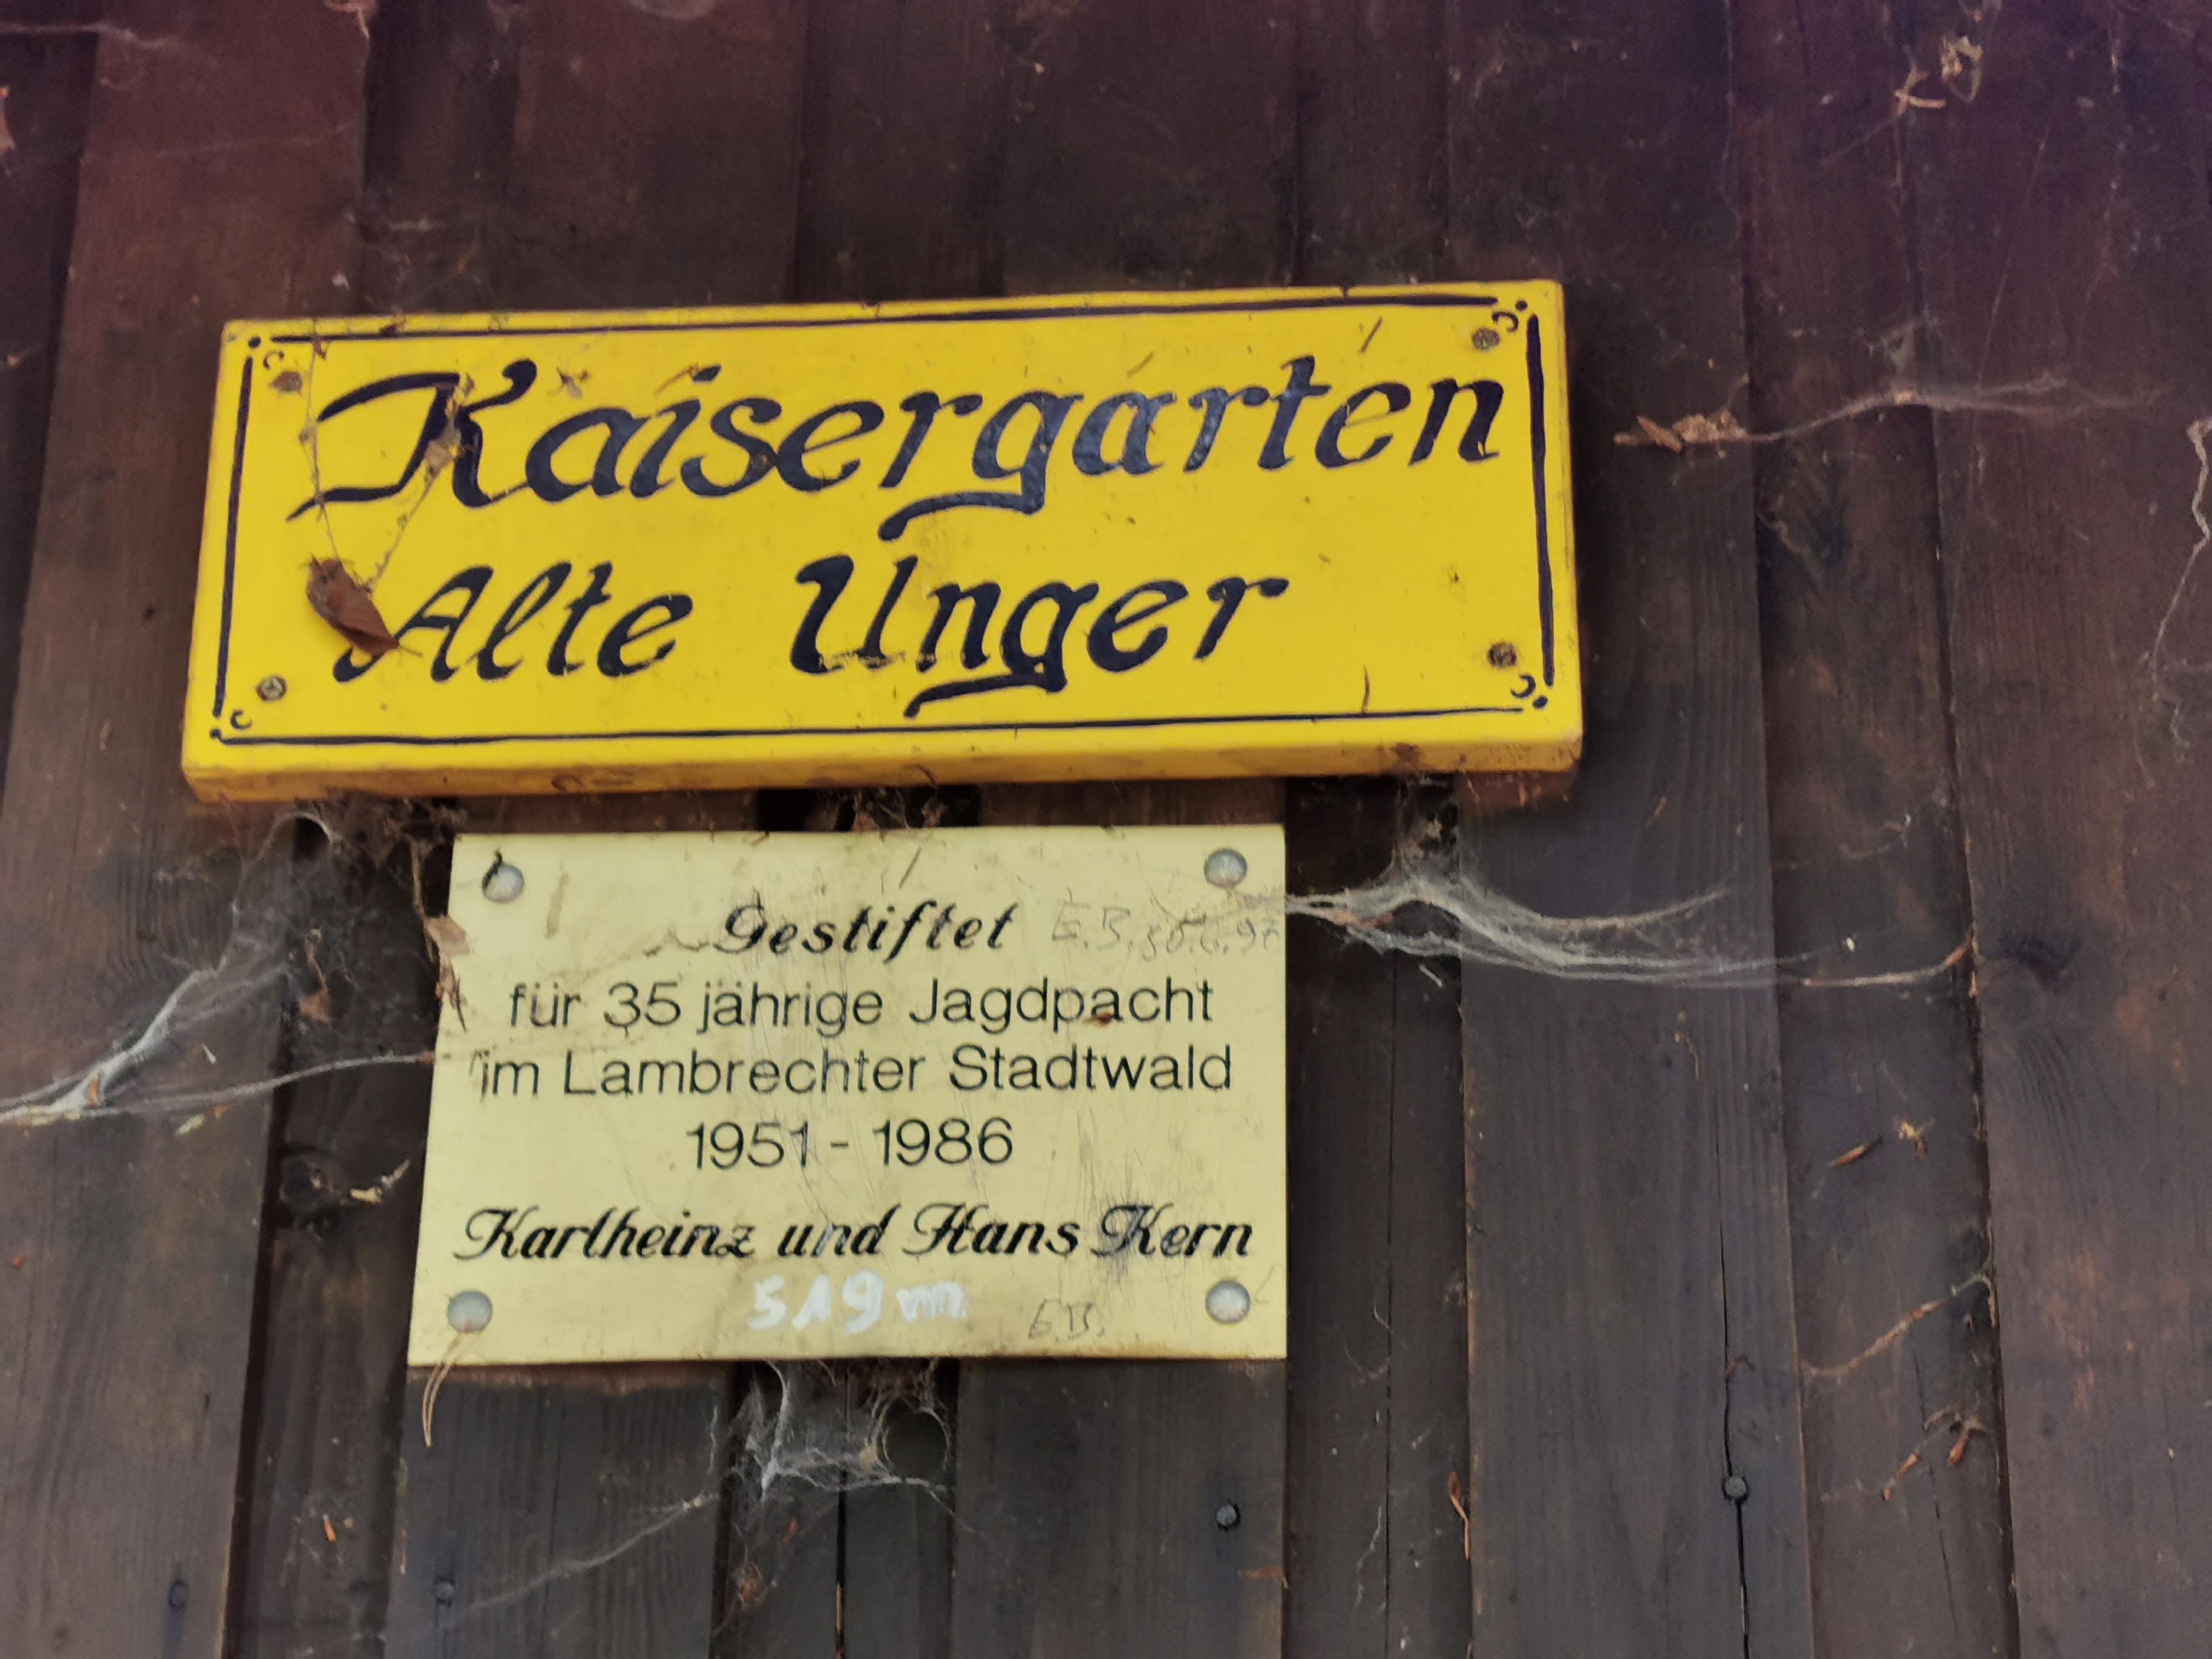 Kaisergarten
Alte Unger
Gestiftet
für 35 jährige Jagdpacht
im Lambrechter Stadtwald
1951 - 1986
Karlheinz und Hans Kern
519 m
E.B.